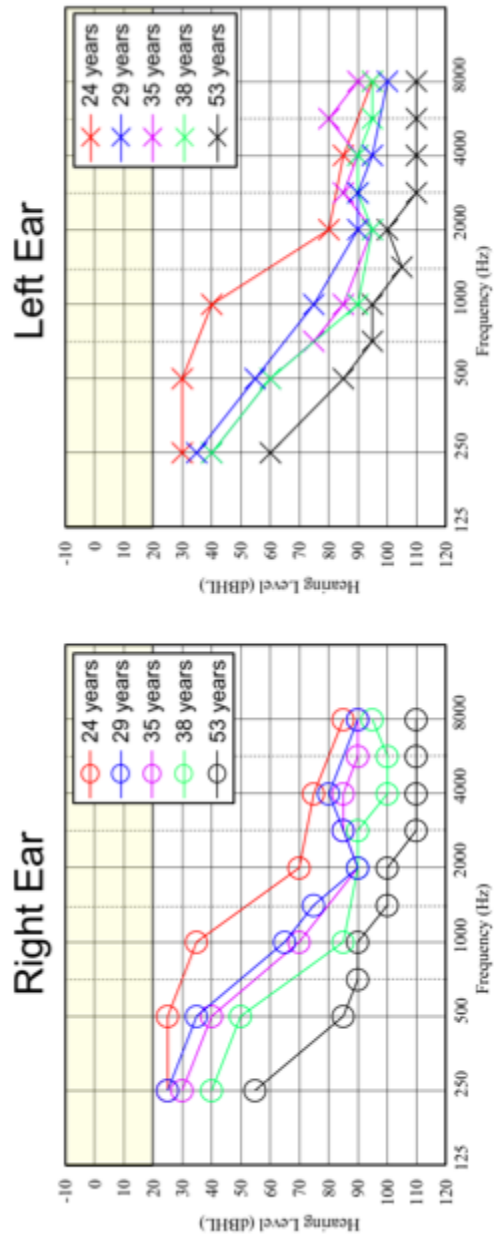 Right Ear
-10
0
10
20
30
40
50
60
70
80
90
100
110
120
Hearing Level (dBHL)
24 years
29 years
35 years
38 years
53 years
125
250
500
1000
2000
4000
8000
Frequency (Hz)
Left Ear
-10
0
10
20
30
40
50
60
70
80
90
100
110
120
Hearing Level (dBHL)
24 years
29 years
35 years
38 years
53 years
125
250
500
1000
2000
4000
8000
Frequency (Hz)